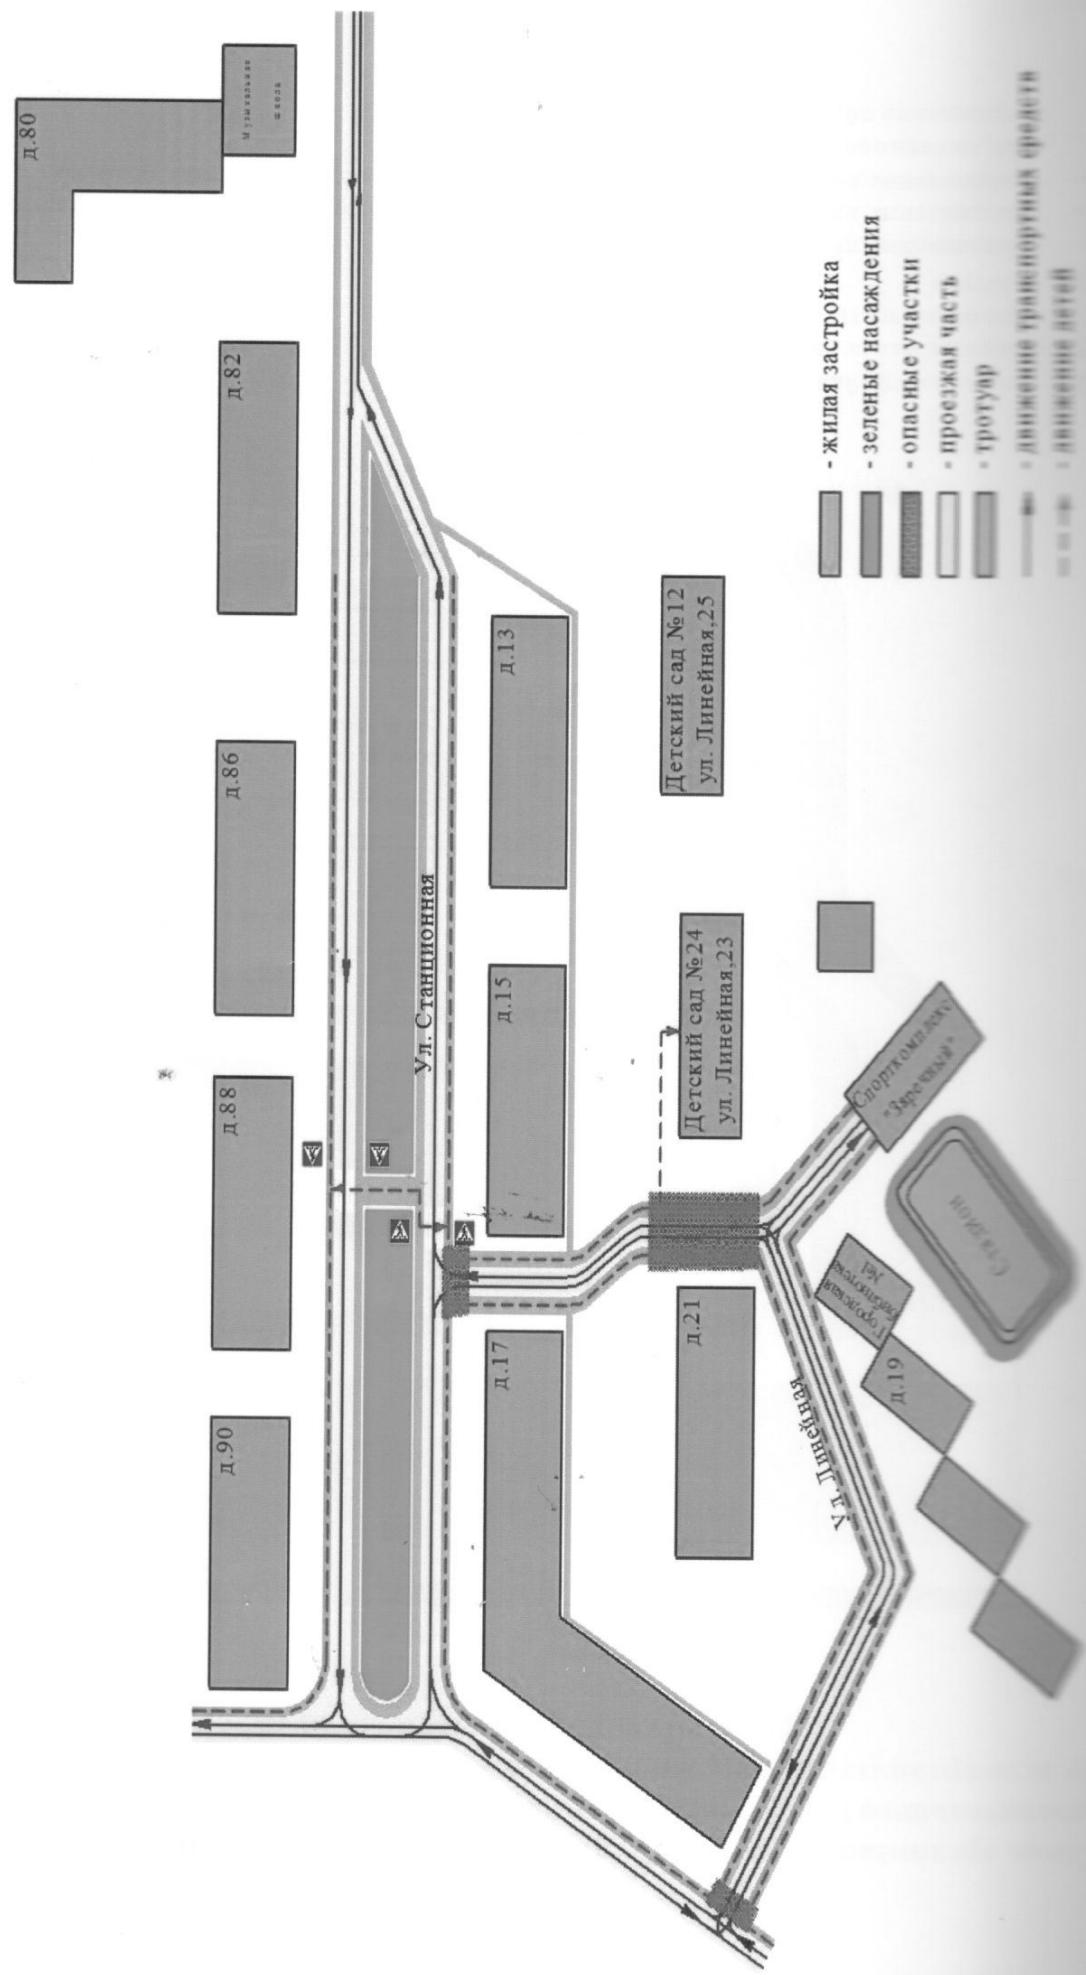 д.80
Музыкальная
школа
д.82
д.86
д.88
д.90
Ул. Станционная
д.13
д.15
д.17
Детский сад №12
ул. Линейная,25
Детский сад №24
ул. Линейная,23
д.21
Ул. Линейная
Спорткомплекс
"Заречный"
Стадион
Городская
библиотека
№1
д.19
- жилая застройка
- зеленые насаждения
- опасные участки
- проезжая часть
- тротуар
- движение транспортных средств
- движение детей